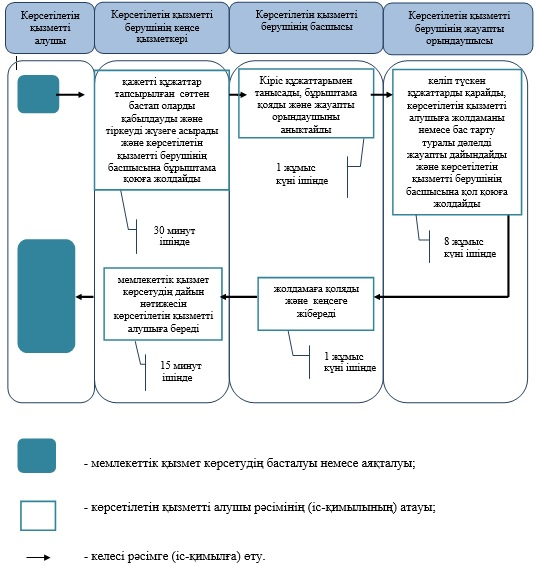 Көрсетілетін
қызметті
алушы
Көрсетілетін қызметті
берушінің кеңсе
қызметкері
Көрсетілетін қызметті
берушінің басшысы
Көрсетілетін қызметті
берушінің жауапты
орындаушысы
қажетті құжаттар
тапсырылған сәттен
бастап оларды
қабылдауды және
тіркеуді жүзеге асырады
және көрсетілетін
қызметті берушінің
басшысына бұрыштама
қоюға жолдайды
30 минут
ішінде
Кіріс құжаттарымен
танысады, бұрыштама
қояды және жауапты
орындаушыны
анықтайды
1 жұмыс
күні ішінде
келіп түскен
құжаттарды қарайды,
көрсетілетін қызметті
алушыға жолдаманы
немесе бас тарту
туралы дәлелді
жауапты дайындайды
және көрсетілетін
қызметті берушінің
басшысына қол қоюға
жолдайды
8 жұмыс
күні ішінде
жолдамаға қоляды
және кеңсеге
жібереді
1 жұмыс
күні ішінде
мемлекеттік қызмет
көрсетудің дайын
нәтижесін
көрсетілетін қызметті
алушыға береді
15 минут
ішінде
- мемлекеттік қызмет көрсетудің басталуы немесе аяқталуы;
- көрсетілетін қызметті алушы рәсімінің (іс-қимылының) атауы;
- келесі рәсімге (іс-қимылға) өту.